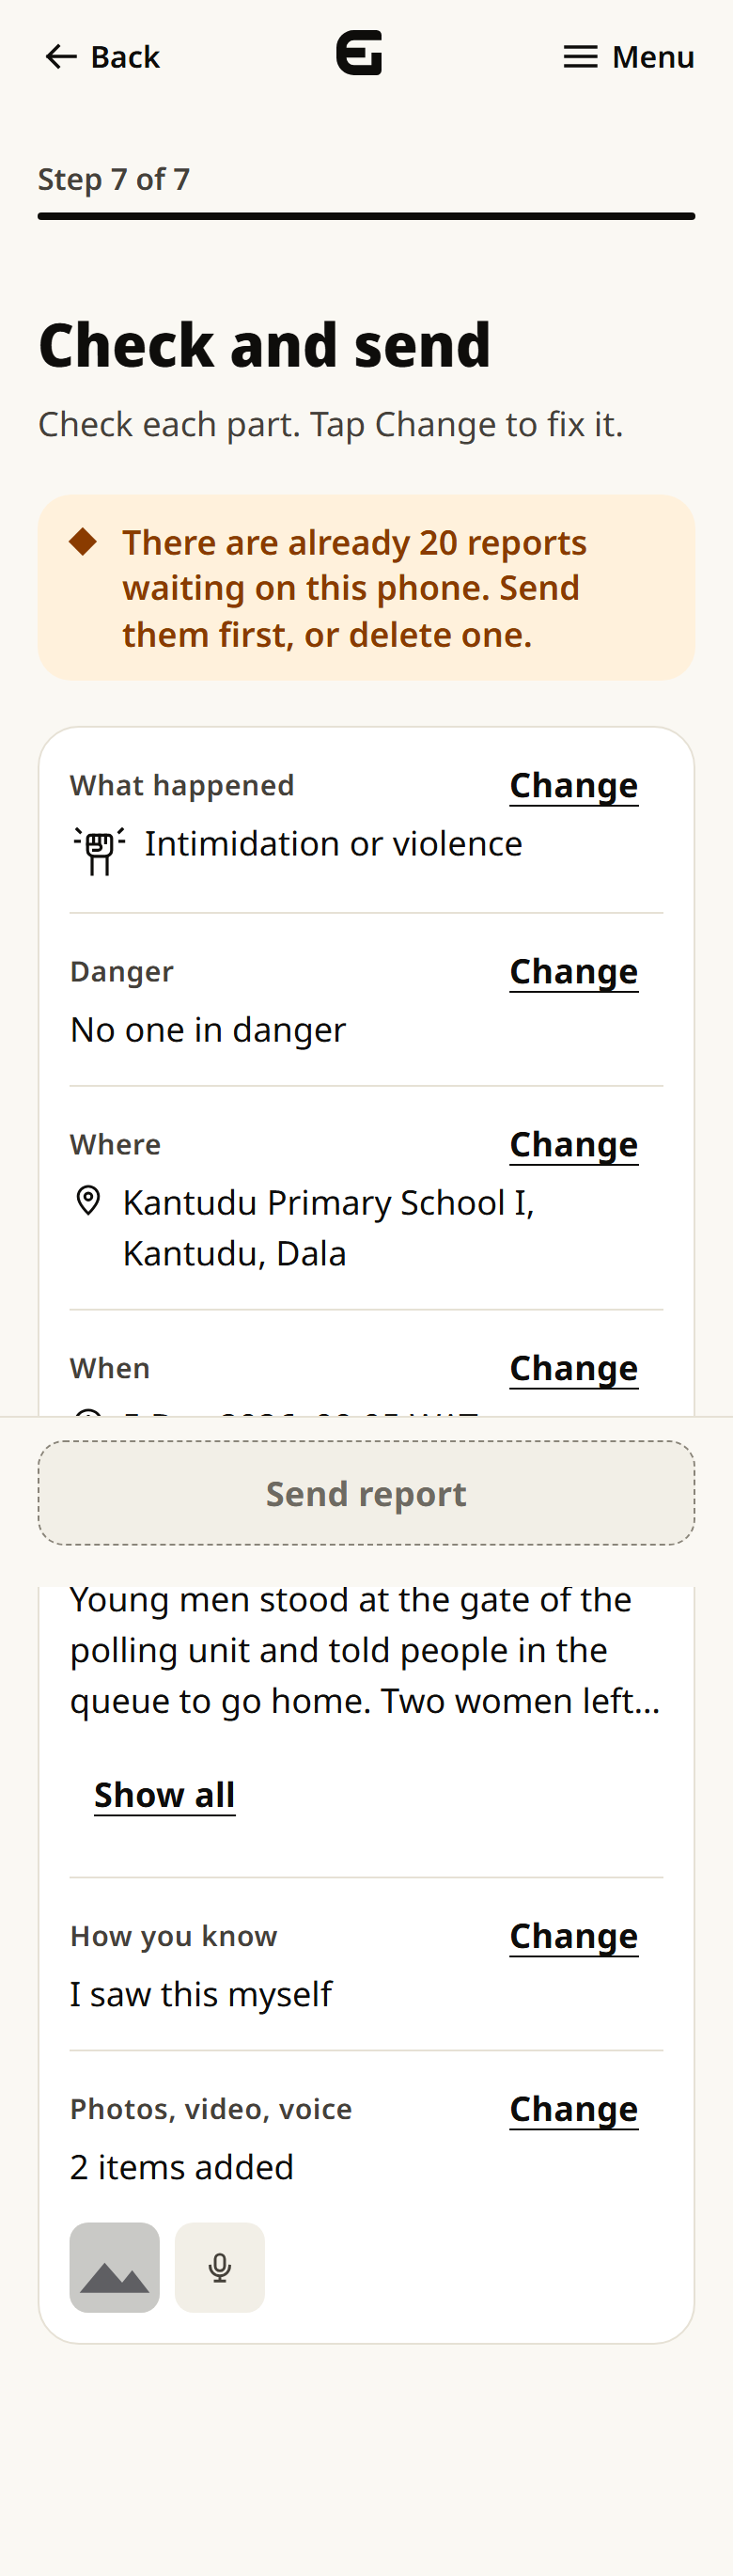 Back
Menu
Step 7 of 7
Check and send
Check each part. Tap Change to fix it.
There are already 20 reports
waiting on this phone. Send
them first, or delete one.
What happened
Change
Intimidation or violence
Danger
Change
No one in danger
Where
Change
Kantudu Primary School I,
Kantudu, Dala
When
Change
Send report
Young men stood at the gate of the
polling unit and told people in the
queue to go home. Two women left…
Show all
How you know
Change
I saw this myself
Photos, video, voice
Change
2 items added